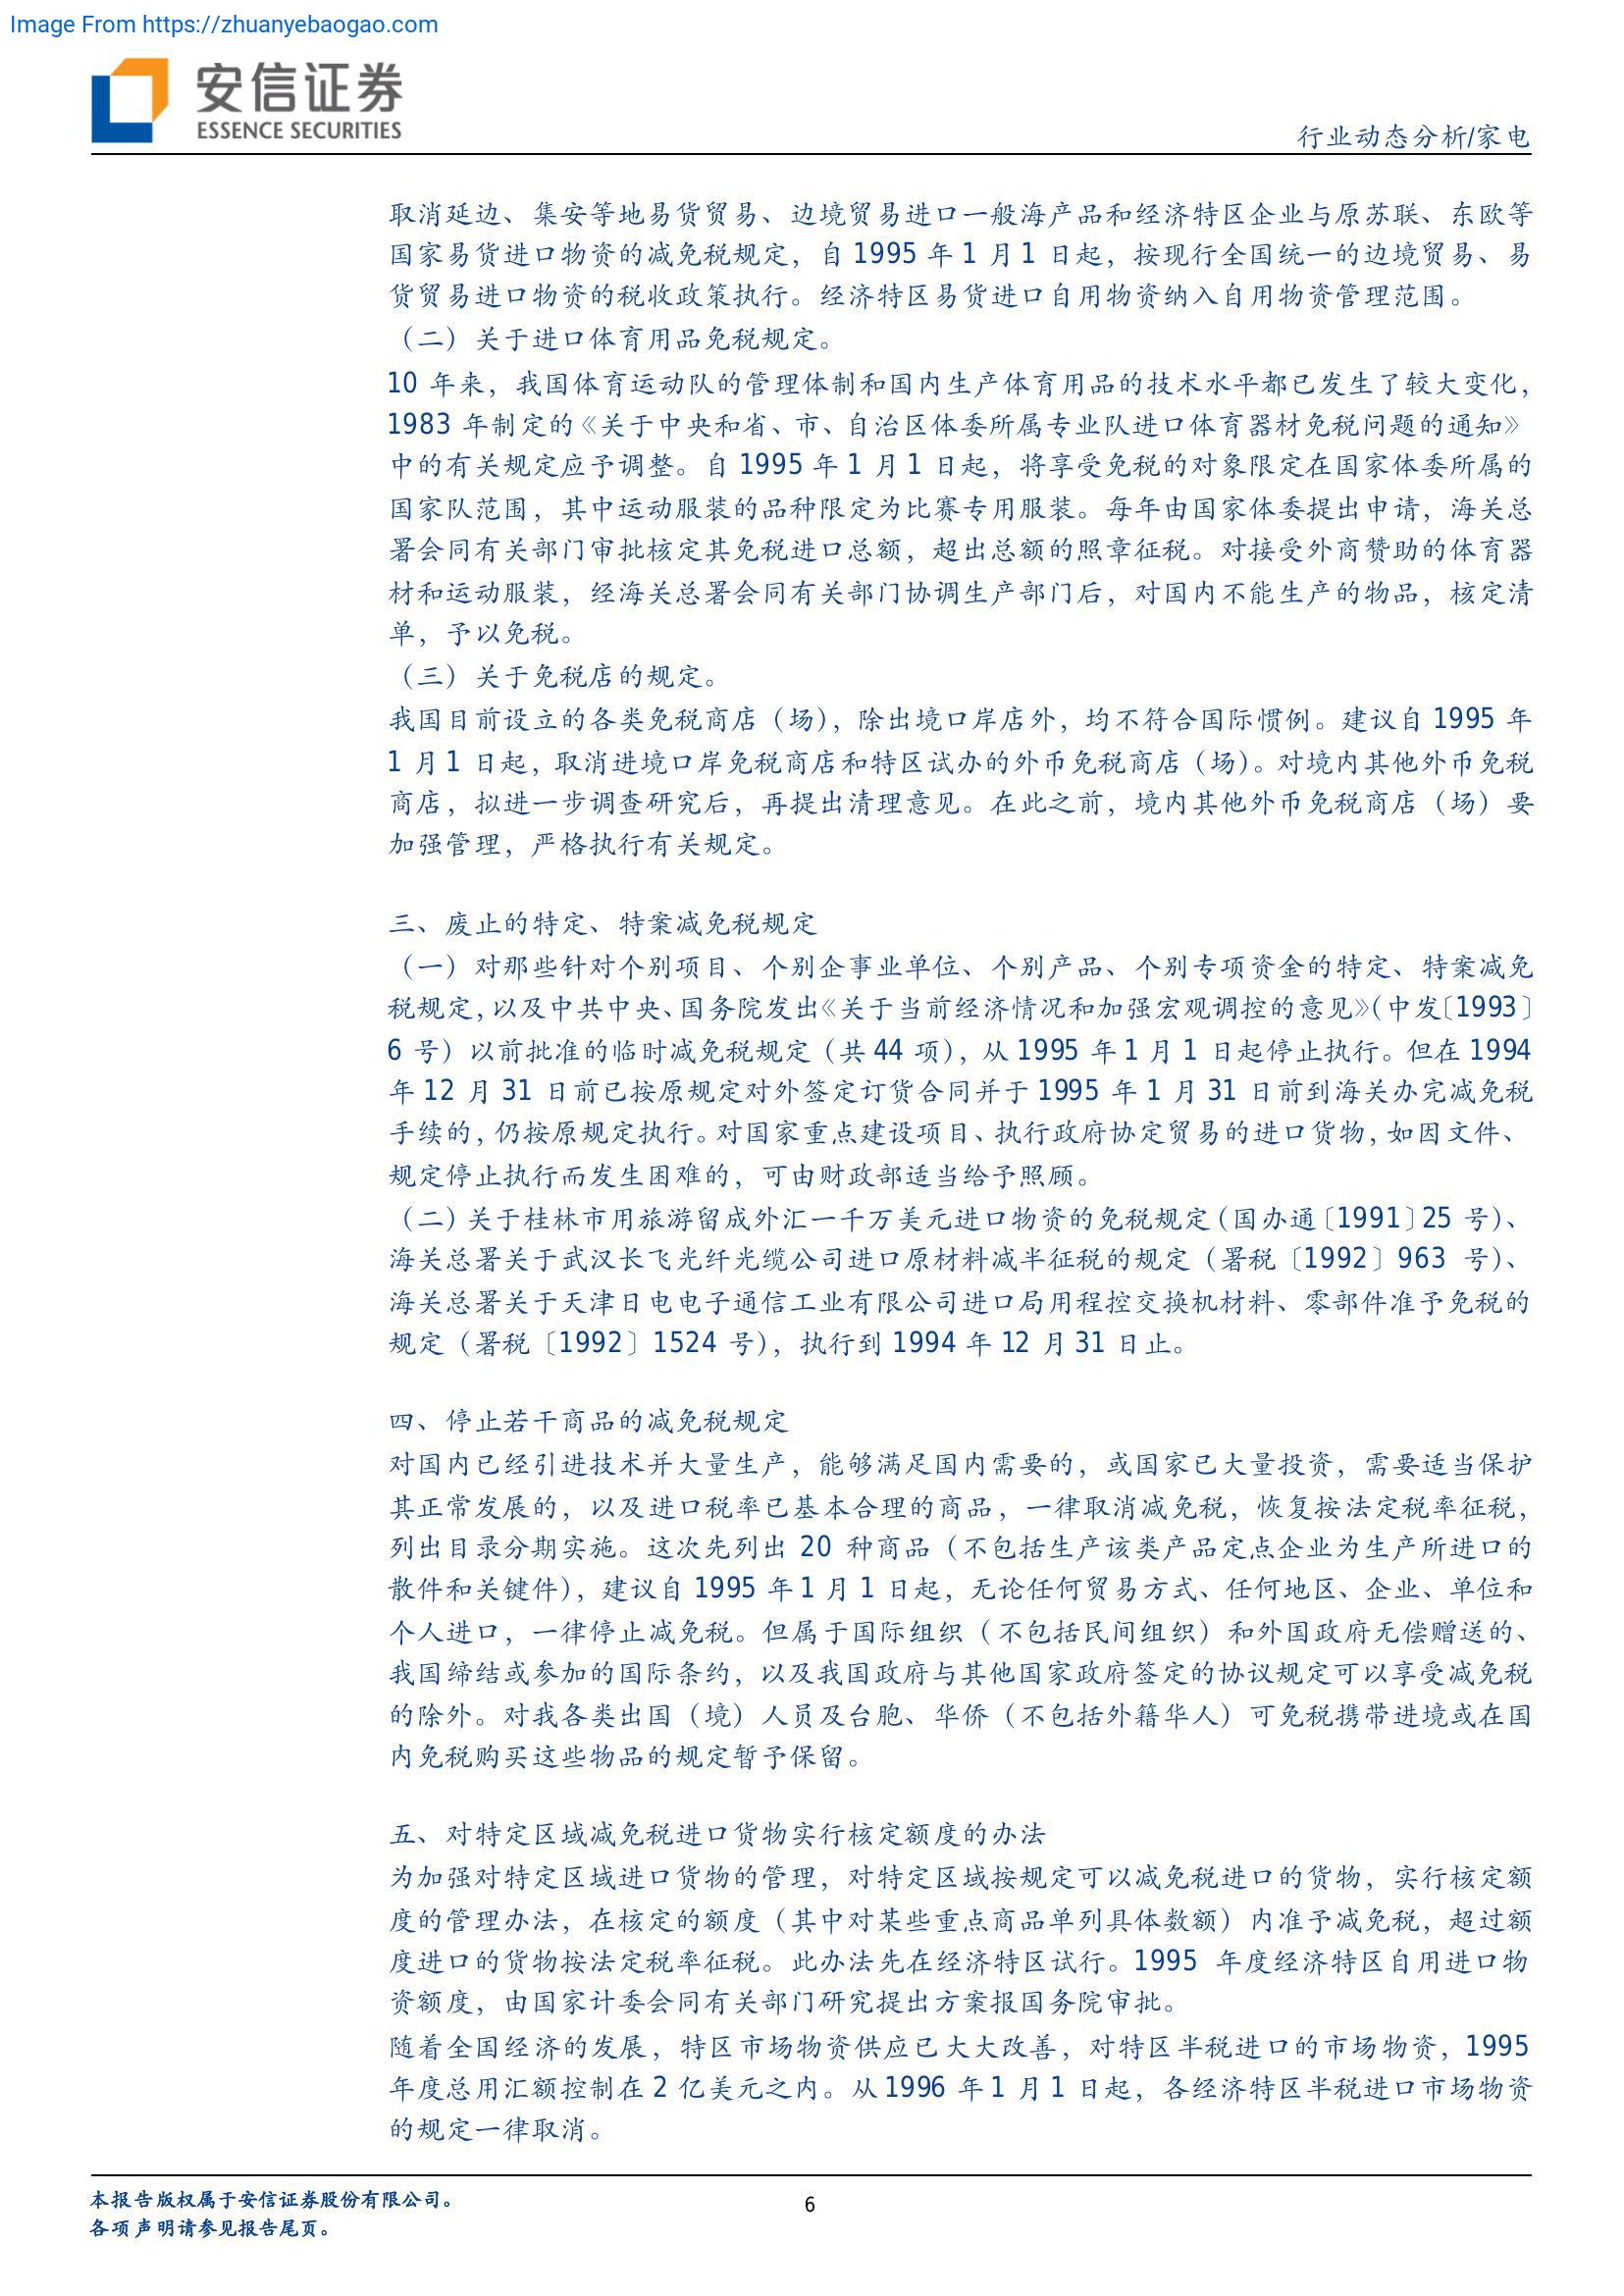 Image From https://zhuanyebaogao.com
安信证券
ESSENCE SECURITIES
行业动态分析/家电
取消延边、集安等地易货贸易、边境贸易进口一般海产品和经济特区企业与原苏联、东欧等
国家易货进口物资的减免税规定，自 1995 年 1 月 1 日起，按现行全国统一的边境贸易、易
货贸易进口物资的税收政策执行。经济特区易货进口自用物资纳入自用物资管理范围。
（二）关于进口体育用品免税规定。
10 年来，我国体育运动队的管理体制和国内生产体育用品的技术水平都已发生了较大变化，
1983 年制定的《关于中央和省、市、自治区体委所属专业队进口体育器材免税问题的通知》
中的有关规定应予调整。自 1995 年 1 月 1 日起，将享受免税的对象限定在国家体委所属的
国家队范围，其中运动服装的品种限定为比赛专用服装。每年由国家体委提出申请，海关总
署会同有关部门审批核定其免税进口总额，超出总额的照章征税。对接受外商赞助的体育器
材和运动服装，经海关总署会同有关部门协调生产部门后，对国内不能生产的物品，核定清
单，予以免税。
（三）关于免税店的规定。
我国目前设立的各类免税商店（场），除出境口岸店外，均不符合国际惯例。建议自 1995 年
1 月 1 日起，取消进境口岸免税商店和特区试办的外币免税商店（场）。对境内其他外币免税
商店，拟进一步调查研究后，再提出清理意见。在此之前，境内其他外币免税商店（场）要
加强管理，严格执行有关规定。
三、废止的特定、特案减免税规定
（一）对那些针对个别项目、个别企事业单位、个别产品、个别专项资金的特定、特案减免
税规定，以及中共中央、国务院发出《关于当前经济情况和加强宏观调控的意见》（中发〔1993〕
6 号）以前批准的临时减免税规定（共 44 项），从 1995 年 1 月 1 日起停止执行。但在 1994
年 12 月 31 日前已按原规定对外签定订货合同并于 1995 年 1 月 31 日前到海关办完减免税
手续的，仍按原规定执行。对国家重点建设项目、执行政府协定贸易的进口货物，如因文件、
规定停止执行而发生困难的，可由财政部适当给予照顾。
（二）关于桂林市用旅游留成外汇一千万美元进口物资的免税规定（国办通〔1991〕25 号）、
海关总署关于武汉长飞光纤光缆公司进口原材料减半征税的规定（署税〔1992〕963 号）、
海关总署关于天津日电电子通信工业有限公司进口局用程控交换机材料、零部件准予免税的
规定（署税〔1992〕1524 号），执行到 1994 年 12 月 31 日止。
四、停止若干商品的减免税规定
对国内已经引进技术并大量生产，能够满足国内需要的，或国家已大量投资，需要适当保护
其正常发展的，以及进口税率已基本合理的商品，一律取消减免税，恢复按法定税率征税，
列出目录分期实施。这次先列出 20 种商品（不包括生产该类产品定点企业为生产所进口的
散件和关键件），建议自 1995 年 1 月 1 日起，无论任何贸易方式、任何地区、企业、单位和
个人进口，一律停止减免税。但属于国际组织（不包括民间组织）和外国政府无偿赠送的、
我国缔结或参加的国际条约，以及我国政府与其他国家政府签定的协议规定可以享受减免税
的除外。对我各类出国（境）人员及台胞、华侨（不包括外籍华人）可免税携带进境或在国
内免税购买这些物品的规定暂予保留。
五、对特定区域减免税进口货物实行核定额度的办法
为加强对特定区域进口货物的管理，对特定区域按规定可以减免税进口的货物，实行核定额
度的管理办法，在核定的额度（其中对某些重点商品单列具体数额）内准予减免税，超过额
度进口的货物按法定税率征税。此办法先在经济特区试行。1995 年度经济特区自用进口物
资额度，由国家计委会同有关部门研究提出方案报国务院审批。
随着全国经济的发展，特区市场物资供应已大大改善，对特区半税进口的市场物资，1995
年度总用汇额控制在 2 亿美元之内。从 1996 年 1 月 1 日起，各经济特区半税进口市场物资
的规定一律取消。
本报告版权属于安信证券股份有限公司。
6
各项声明请参见报告尾页。